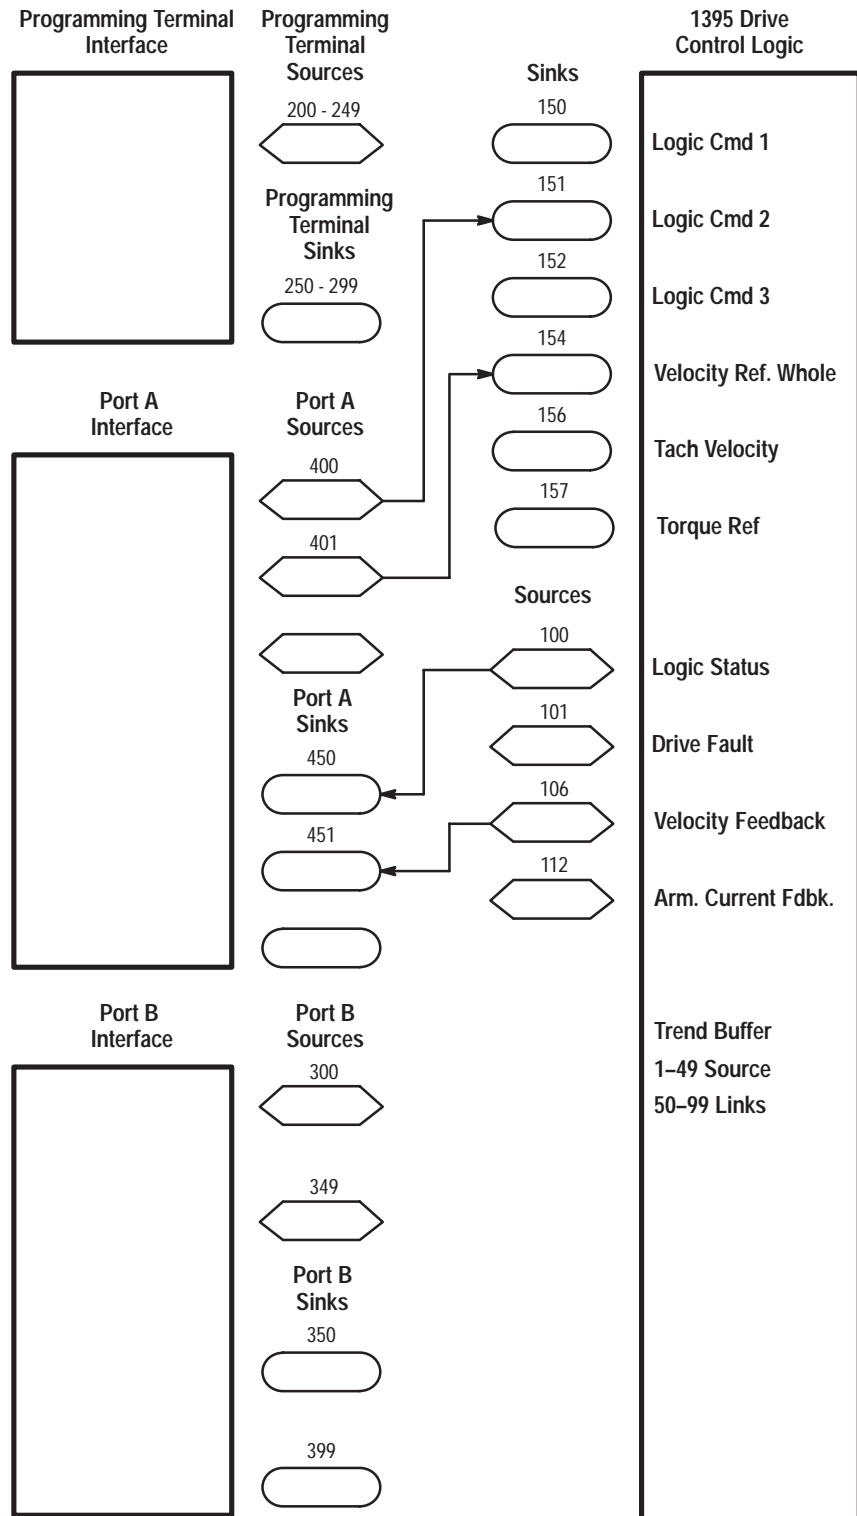 Programming Terminal
Interface
Programming
Terminal
Sources
200 - 249
Programming
Terminal
Sinks
250 - 299
Port A
Interface
Port A
Sources
400
401
Port A
Sinks
450
451
Port B
Interface
Port B
Sources
300
349
Port B
Sinks
350
399
Sinks
150
151
152
154
156
157
Sources
100
101
106
112
1395 Drive
Control Logic
Logic Cmd 1
Logic Cmd 2
Logic Cmd 3
Velocity Ref. Whole
Tach Velocity
Torque Ref
Logic Status
Drive Fault
Velocity Feedback
Arm. Current Fdbk.
Trend Buffer
1–49 Source
50–99 Links